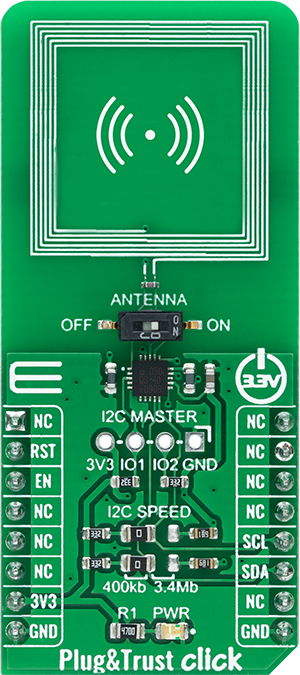 ANTENNA
OFF ON
3.3V
I2C MASTER
3V3 IO1 IO2 GND
I2C SPEED
400kb 3.4Mb
R1 PWR
4700
NC
RST
EN
NC
NC
NC
3V3
GND
NC
NC
NC
NC
SCL
SDA
NC
GND
Plug&Trust click